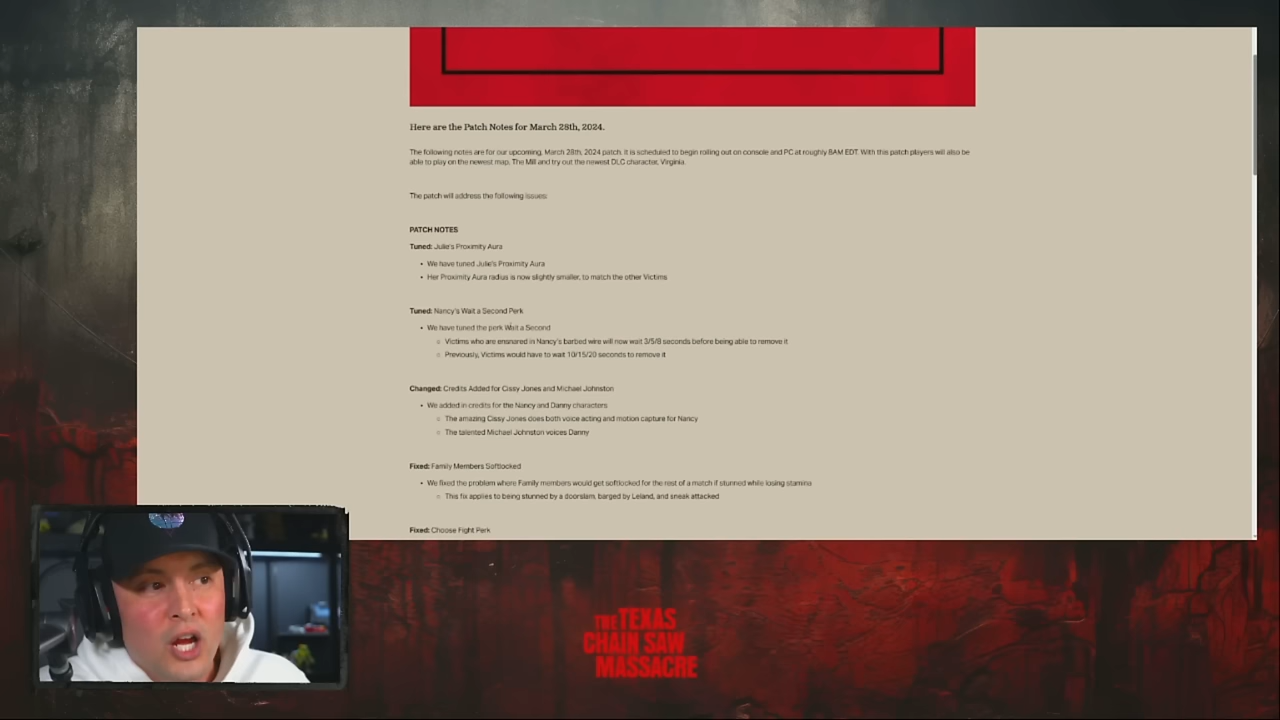 Here are the Patch Notes for March 28th, 2024.
The following notes are for our upcoming, March 28th, 2024 patch. It is scheduled to begin rolling out on console and PC at roughly 8AM EDT. With this patch players will also be
able to play on the newest map, The Mill and try out the newest DLC character, Virginia.
The patch will address the following issues:
PATCH NOTES
Tuned: Julie's Proximity Aura
• We have tuned Julie's Proximity Aura
• Her Proximity Aura radius is now slightly smaller, to match the other Victims
Tuned: Nancy's Wait a Second Perk
• We have tuned the perk Wait a Second
○ Victims who are ensnared in Nancy's barbed wire will now wait 3/5/8 seconds before being able to remove it
○ Previously, Victims would have to wait 10/15/20 seconds to remove it
Changed: Credits Added for Cissy Jones and Michael Johnston
• We added in credits for the Nancy and Danny characters
○ The amazing Cissy Jones does both voice acting and motion capture for Nancy
○ The talented Michael Johnston voices Danny
Fixed: Family Members Softlocked
• We fixed the problem where Family members would get softlocked for the rest of a match if stunned while losing stamina
○ This fix applies to being stunned by a doorslam, barged by Leland, and sneak attacked
Fixed: Choose Fight Perk
THE TEXAS
CHAIN SAW
MASSACRE